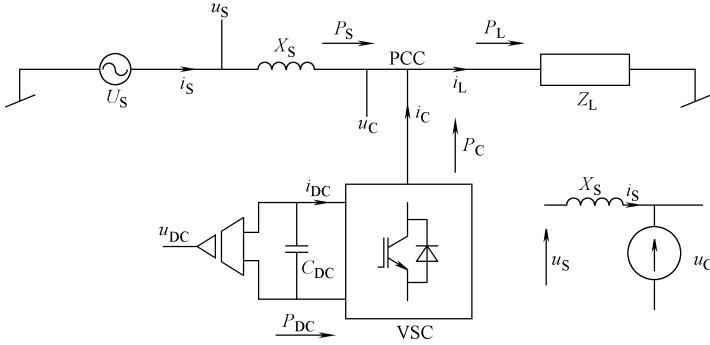 u_S
X_S
P_S
PCC
P_L
i_S
U_S
i_L
Z_L
u_C
i_C
P_C
i_DC
u_DC
C_DC
P_DC
VSC
X_S
i_S
u_S
u_C